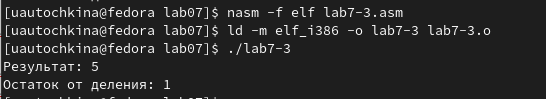 [uautochkina@fedora lab07]$ nasm -f elf lab7-3.asm
[uautochkina@fedora lab07]$ ld -m elf_i386 -o lab7-3 lab7-3.o
[uautochkina@fedora lab07]$ ./lab7-3
Результат: 5
Остаток от деления: 1